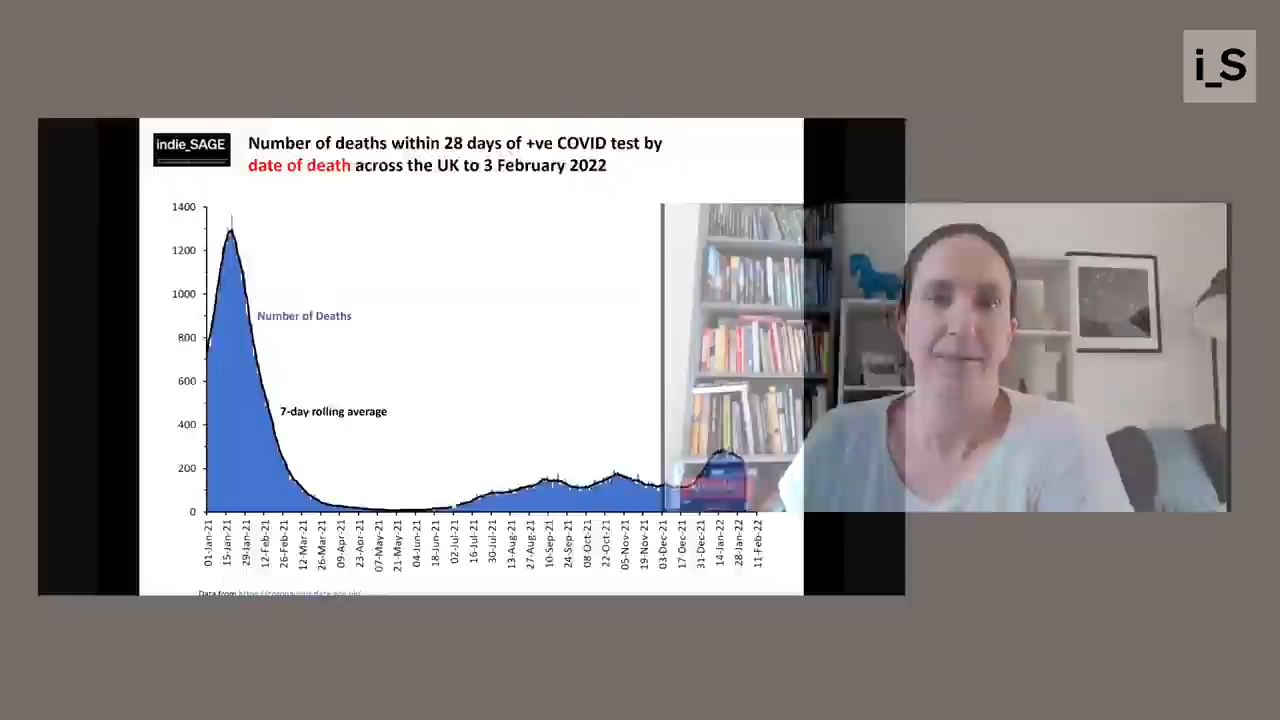 i_S
indie_SAGE
Number of deaths within 28 days of +ve COVID test by
date of death across the UK to 3 February 2022
1400
1200
1000
800
600
400
200
0
Number of Deaths
7-day rolling average
01-Jan-21
15-Jan-21
29-Jan-21
12-Feb-21
26-Feb-21
12-Mar-21
26-Mar-21
09-Apr-21
23-Apr-21
07-May-21
21-May-21
04-Jun-21
18-Jun-21
02-Jul-21
16-Jul-21
30-Jul-21
13-Aug-21
27-Aug-21
10-Sep-21
24-Sep-21
08-Oct-21
22-Oct-21
05-Nov-21
19-Nov-21
03-Dec-21
17-Dec-21
31-Dec-21
14-Jan-22
28-Jan-22
11-Feb-22
Data from